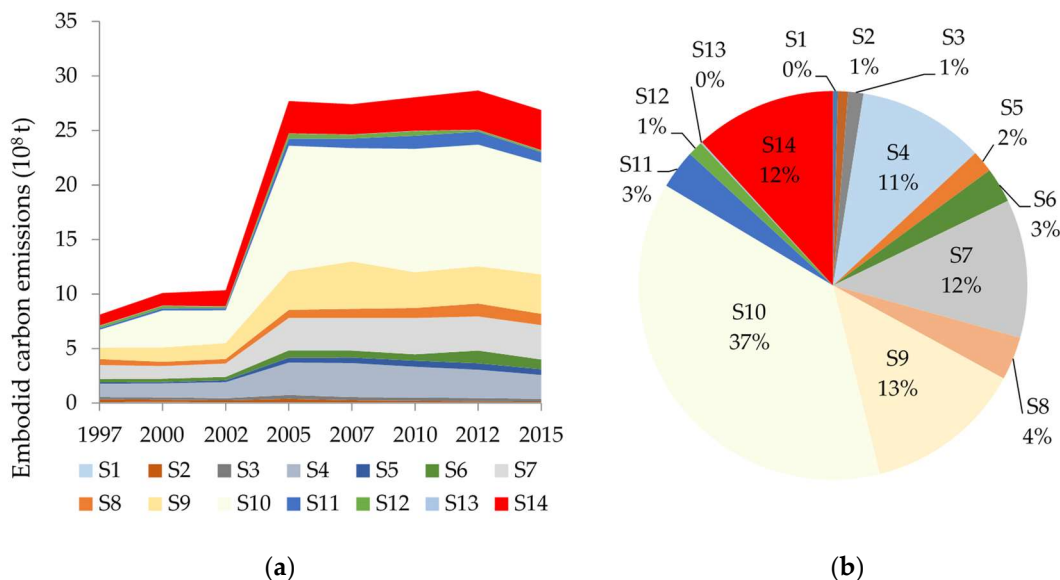 Embodid carbon emissions (10⁸t)
35
30
25
20
15
10
5
0
1997 2000 2002 2005 2007 2010 2012 2015
S1 S2 S3 S4 S5 S6 S7
S8 S9 S10 S11 S12 S13 S14
(a)
S1
0%
S2
1%
S3
1%
S4
11%
S5
2%
S6
3%
S7
12%
S8
4%
S9
13%
S10
37%
S11
3%
S12
1%
S13
0%
S14
12%
(b)